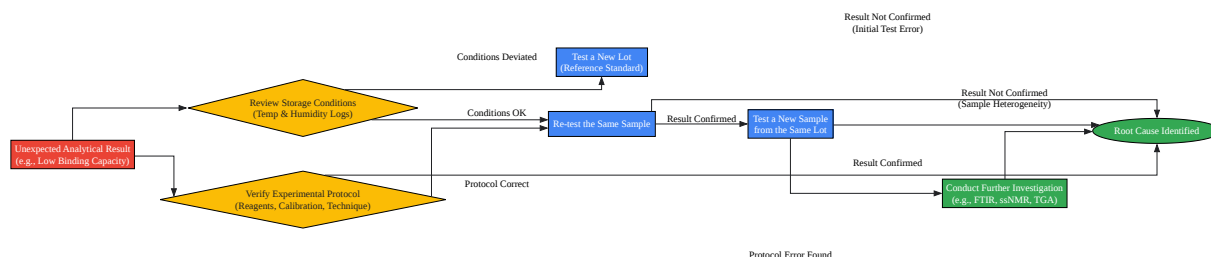 Result Not Confirmed
(Initial Test Error)
Conditions Deviated
Test a New Lot
(Reference Standard)
Review Storage Conditions
(Temp & Humidity Logs)
Conditions OK
Re-test the Same Sample
Result Confirmed
Test a New Sample
from the Same Lot
Result Not Confirmed
(Sample Heterogeneity)
Root Cause Identified
Unexpected Analytical Result
(e.g., Low Binding Capacity)
Verify Experimental Protocol
(Reagents, Calibration, Technique)
Protocol Correct
Result Confirmed
Conduct Further Investigation
(e.g., FTIR, ssNMR, TGA)
Protocol Error Found